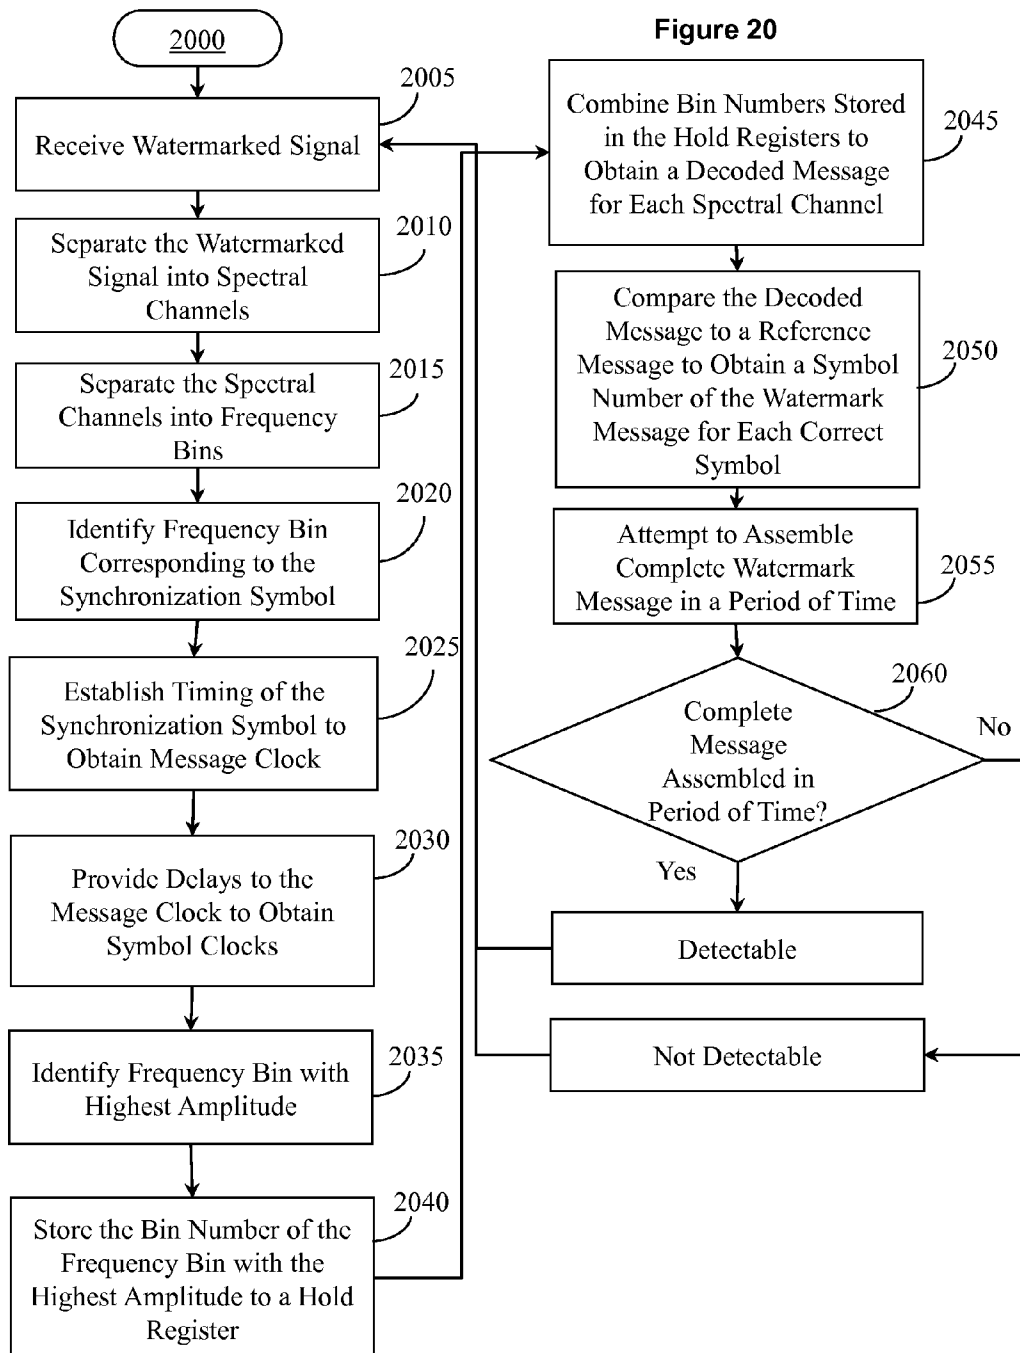 Figure 20
2000
2005
Receive Watermarked Signal
2010
Separate the Watermarked
Signal into Spectral
Channels
2015
Separate the Spectral
Channels into Frequency
Bins
2020
Identify Frequency Bin
Corresponding to the
Synchronization Symbol
2025
Establish Timing of the
Synchronization Symbol to
Obtain Message Clock
2030
Provide Delays to the
Message Clock to Obtain
Symbol Clocks
2035
Identify Frequency Bin with
Highest Amplitude
2040
Store the Bin Number of the
Frequency Bin with the
Highest Amplitude to a Hold
Register
2045
Combine Bin Numbers Stored
in the Hold Registers to
Obtain a Decoded Message
for Each Spectral Channel
2050
Compare the Decoded
Message to a Reference
Message to Obtain a Symbol
Number of the Watermark
Message for Each Correct
Symbol
2055
Attempt to Assemble
Complete Watermark
Message in a Period of Time
2060
Complete
Message
Assembled in
Period of Time?
No
Yes
Detectable
Not Detectable